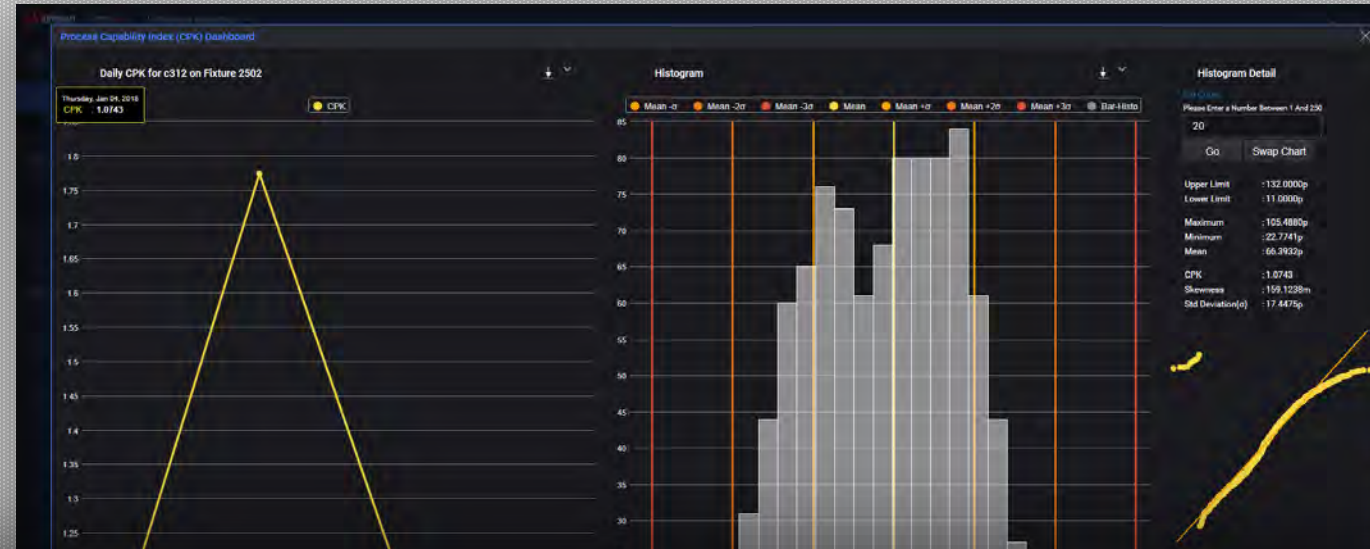 Process Capability Index (CPK) Dashboard
Daily CPK for c312 on Fixture 2502
Thursday, Jan 04, 2018
CPK : 1.0743
CPK
1.8
1.75
1.7
1.65
1.6
1.55
1.5
1.45
1.4
1.35
1.3
1.25
Histogram
Mean -σ
Mean -2σ
Mean -3σ
Mean
Mean +σ
Mean +2σ
Mean +3σ
Bar-Histo
85
80
75
70
65
60
55
50
45
40
35
30
Histogram Detail
Please Enter a Number Between 1 And 250
20
Go Swap Chart
Upper Limit :132.0000p
Lower Limit :11.0000p
Maximum :105.4880p
Minimum :22.7741p
Mean :66.3932p
CPK :1.0743
Skewness :159.1238m
Std Deviation(σ) :17.4475p